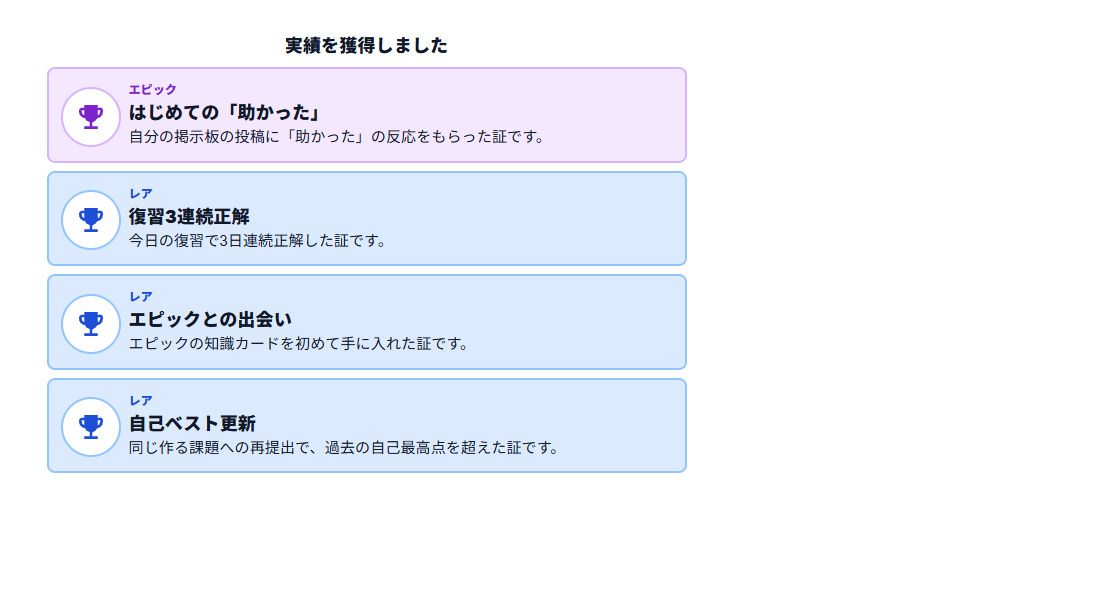 実績を獲得しました
エピック
はじめての「助かった」
自分の掲示板の投稿に「助かった」の反応をもらった証です。
レア
復習3連続正解
今日の復習で3日連続正解した証です。
レア
エピックとの出会い
エピックの知識カードを初めて手に入れた証です。
レア
自己ベスト更新
同じ作る課題への再提出で、過去の自己最高点を超えた証です。